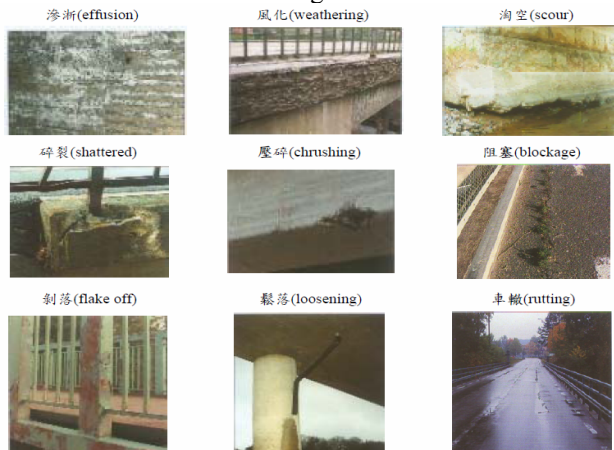 滲淅(effusion)
風化(weathering)
淘空(scour)
碎裂(shattered)
壓碎(chrushing)
阻塞(blockage)
剝落(flake off)
鬆落(loosening)
車轍(rutting)